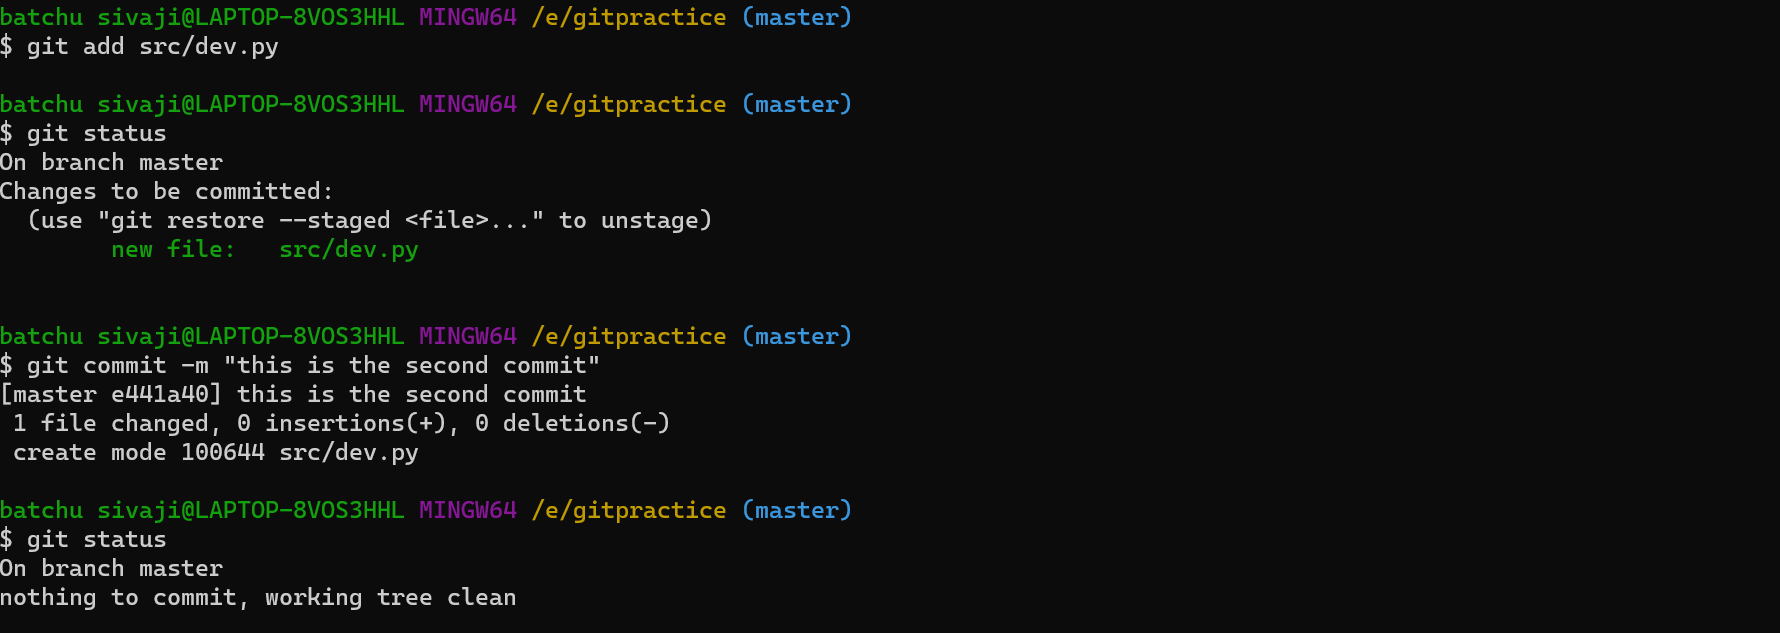 batchu sivaji@LAPTOP-8VOS3HHL MINGW64 /e/gitpractice (master)
$ git add src/dev.py
batchu sivaji@LAPTOP-8VOS3HHL MINGW64 /e/gitpractice (master)
$ git status
On branch master
Changes to be committed:
  (use "git restore --staged <file>..." to unstage)
        new file:   src/dev.py
batchu sivaji@LAPTOP-8VOS3HHL MINGW64 /e/gitpractice (master)
$ git commit -m "this is the second commit"
[master e441a40] this is the second commit
 1 file changed, 0 insertions(+), 0 deletions(-)
 create mode 100644 src/dev.py
batchu sivaji@LAPTOP-8VOS3HHL MINGW64 /e/gitpractice (master)
$ git status
On branch master
nothing to commit, working tree clean